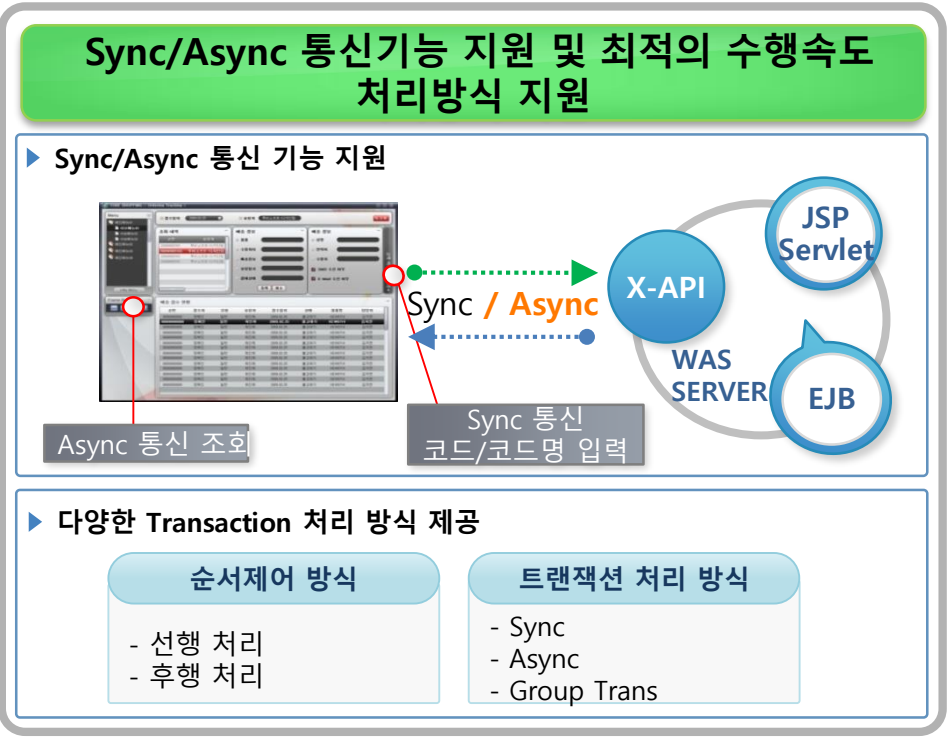 Sync/Async 통신기능 지원 및 최적의 수행속도
처리방식 지원
Sync/Async 통신 기능 지원
Sync / Async
X-API
JSP
Servlet
WAS
SERVER
EJB
Async 통신 조회
Sync 통신
코드/코드명 입력
다양한 Transaction 처리 방식 제공
순서제어 방식
- 선행 처리
- 후행 처리
트랜잭션 처리 방식
- Sync
- Async
- Group Trans